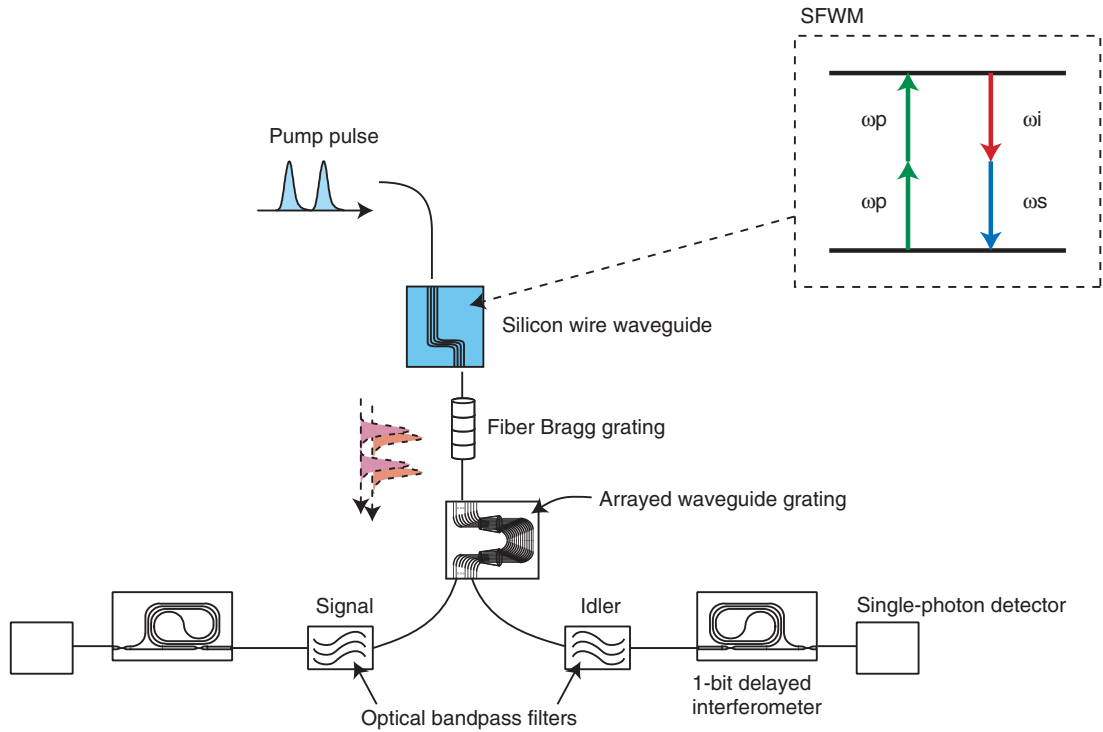 SFWM
ωp
ωi
ωp
ωs
Pump pulse
Silicon wire waveguide
Fiber Bragg grating
Arrayed waveguide grating
Signal
Idler
Single-photon detector
1-bit delayed
interferometer
Optical bandpass filters